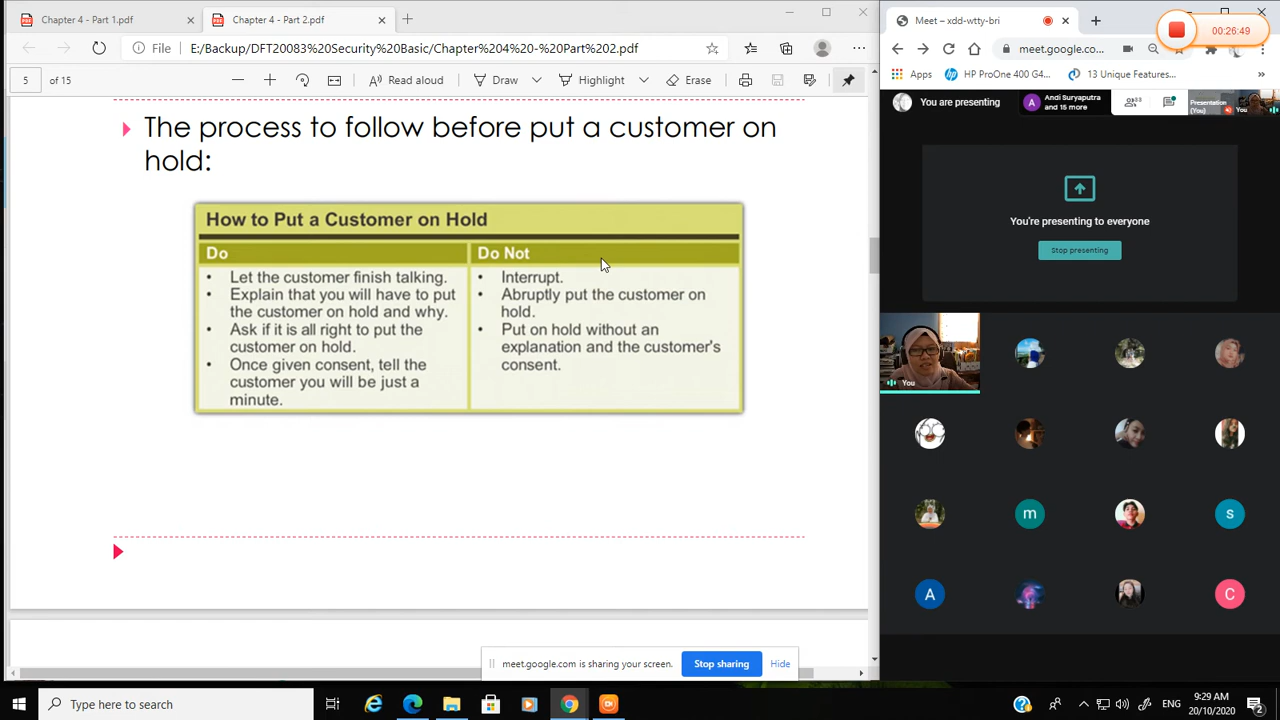 Chapter 4 - Part 1.pdf
Chapter 4 - Part 2.pdf
File
E:/Backup/DFT20083%20Security%20Basic/Chapter%204%20-%20Part%202.pdf
5 of 15
Read aloud
Draw
Highlight
Erase
The process to follow before put a customer on
hold:
How to Put a Customer on Hold
Do
Do Not
• Let the customer finish talking.
• Explain that you will have to put
the customer on hold and why.
• Ask if it is all right to put the
customer on hold.
• Once given consent, tell the
customer you will be just a
minute.
• Interrupt.
• Abruptly put the customer on
hold.
• Put on hold without an
explanation and the customer's
consent.
meet.google.com is sharing your screen.
Stop sharing
Hide
Meet – xdd-wtty-bri
00:26:49
meet.google.co...
Apps
HP ProOne 400 G4...
13 Unique Features...
You are presenting
A
Andi Suryaputra
and 15 more
33
Presentation
(You)
You
You're presenting to everyone
Stop presenting
You
m
s
A
C
Type here to search
ENG
9:29 AM
20/10/2020
2